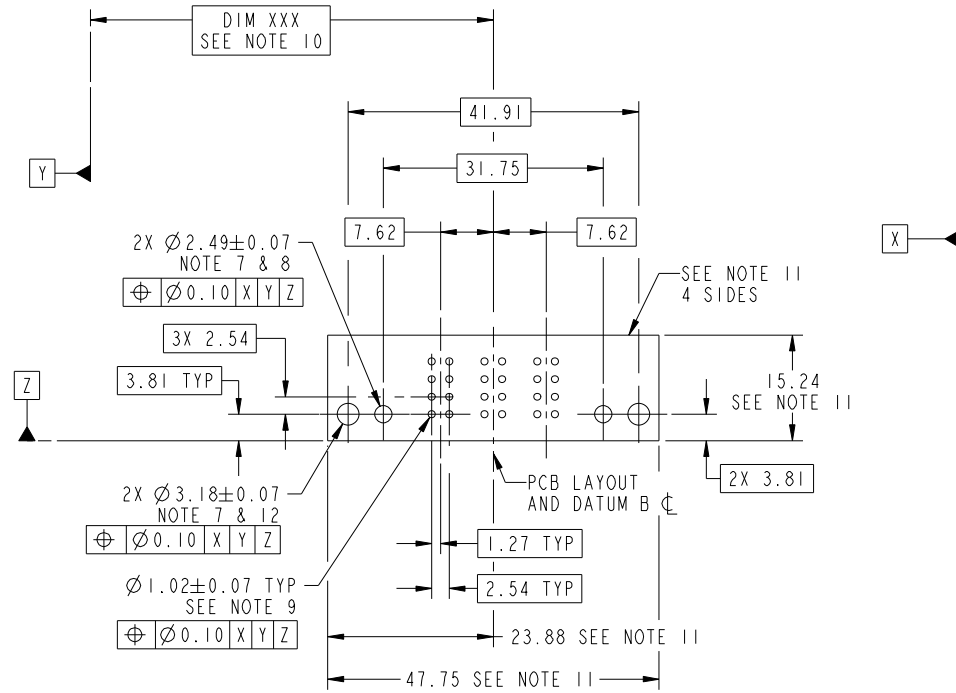 DIM XXX
SEE NOTE 10
41.91
Y
31.75
7.62
7.62
X
2X Ø2.49±0.07
NOTE 7 & 8
⌖ Ø0.10 X Y Z
SEE NOTE 11
4 SIDES
3X 2.54
3.81 TYP
Z
15.24
SEE NOTE 11
2X 3.81
2X Ø3.18±0.07
NOTE 7 & 12
⌖ Ø0.10 X Y Z
PCB LAYOUT
AND DATUM B ℄
1.27 TYP
Ø1.02±0.07 TYP
SEE NOTE 9
⌖ Ø0.10 X Y Z
2.54 TYP
23.88 SEE NOTE 11
47.75 SEE NOTE 11